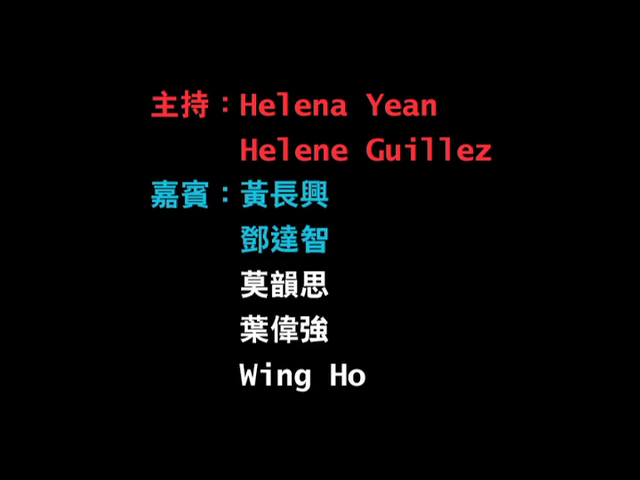 主持：Helena Yean
Helene Guillez
嘉賓：黃長興
鄧達智
莫韻思
葉偉強
Wing Ho